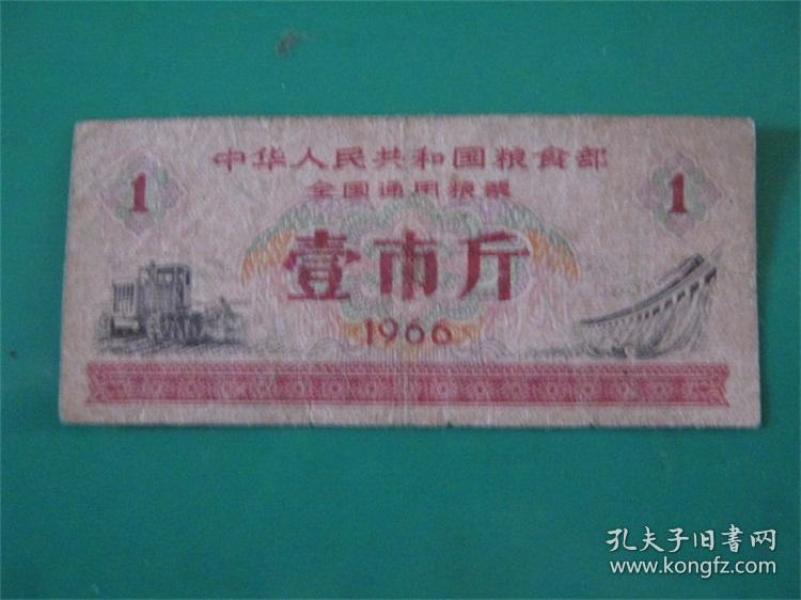 中华人民共和国粮食部
全国通用粮票
1
1
壹市斤
1966
孔夫子旧書网
www.kongfz.com